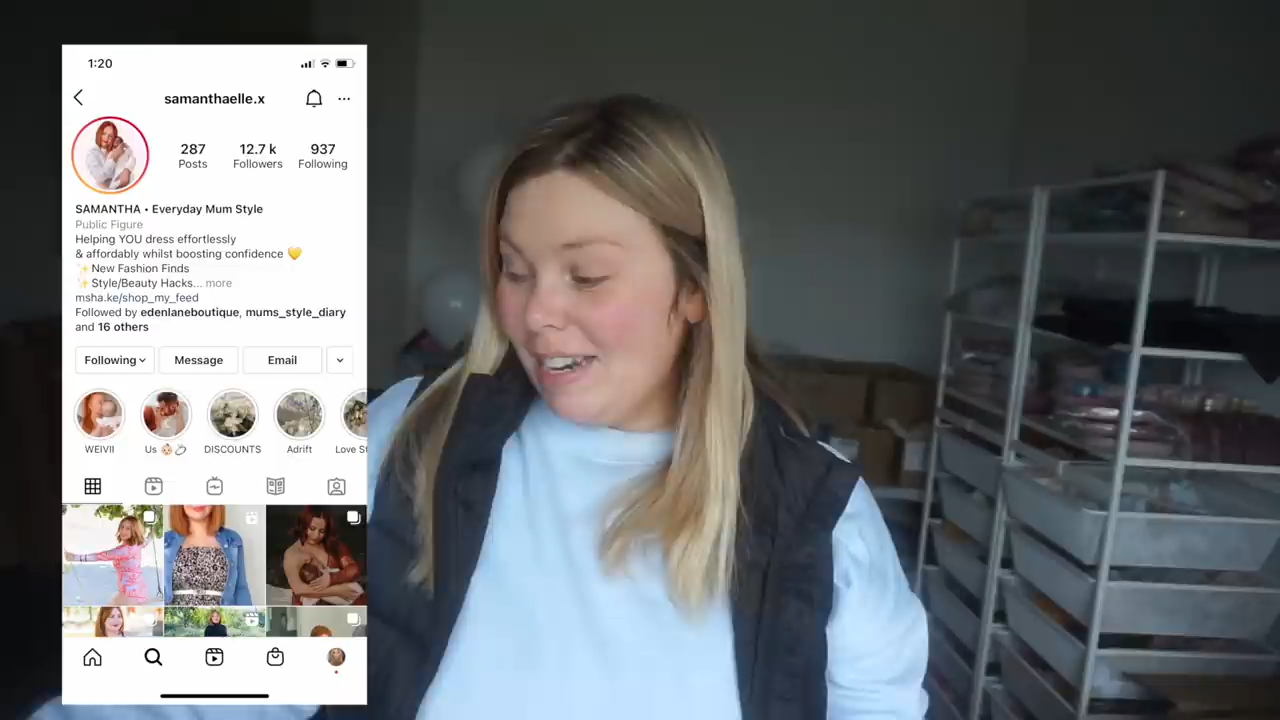 1:20
samanthaelle.x
287 12.7 k 937
Posts Followers Following
SAMANTHA • Everyday Mum Style
Public Figure
Helping YOU dress effortlessly
& affordably whilst boosting confidence 💛
✨New Fashion Finds
✨Style/Beauty Hacks... more
msha.ke/shop_my_feed
Followed by edenlaneboutique, mums_style_diary
and 16 others
Following Message Email
WEIVII Us 👶🏻💍 DISCOUNTS Adrift Love St